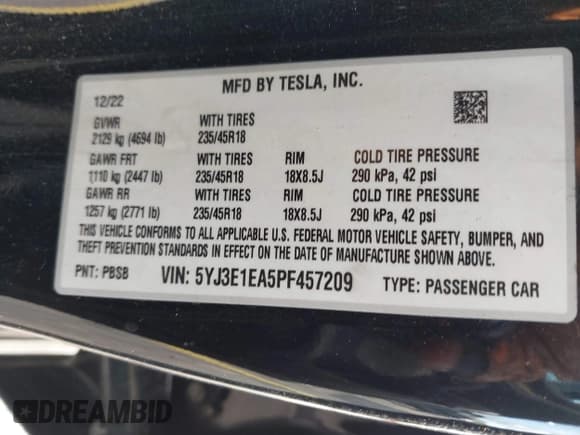 MFD BY TESLA, INC.
12/22
GVWR WITH TIRES
2129 kg (4694 lb) 235/45R18
GAWR FRT WITH TIRES RIM COLD TIRE PRESSURE
1110 kg (2447 lb) 235/45R18 18X8.5J 290 kPa, 42 psi
GAWR RR WITH TIRES RIM COLD TIRE PRESSURE
1257 kg (2771 lb) 235/45R18 18X8.5J 290 kPa, 42 psi
THIS VEHICLE CONFORMS TO ALL APPLICABLE U.S. FEDERAL MOTOR VEHICLE SAFETY, BUMPER, AND
THEFT PREVENTION STANDARDS IN EFFECT ON THE DATE OF MANUFACTURE SHOWN ABOVE.
PNT: PBSB VIN: 5YJ3E1EA5PF457209 TYPE: PASSENGER CAR
DREAMBID